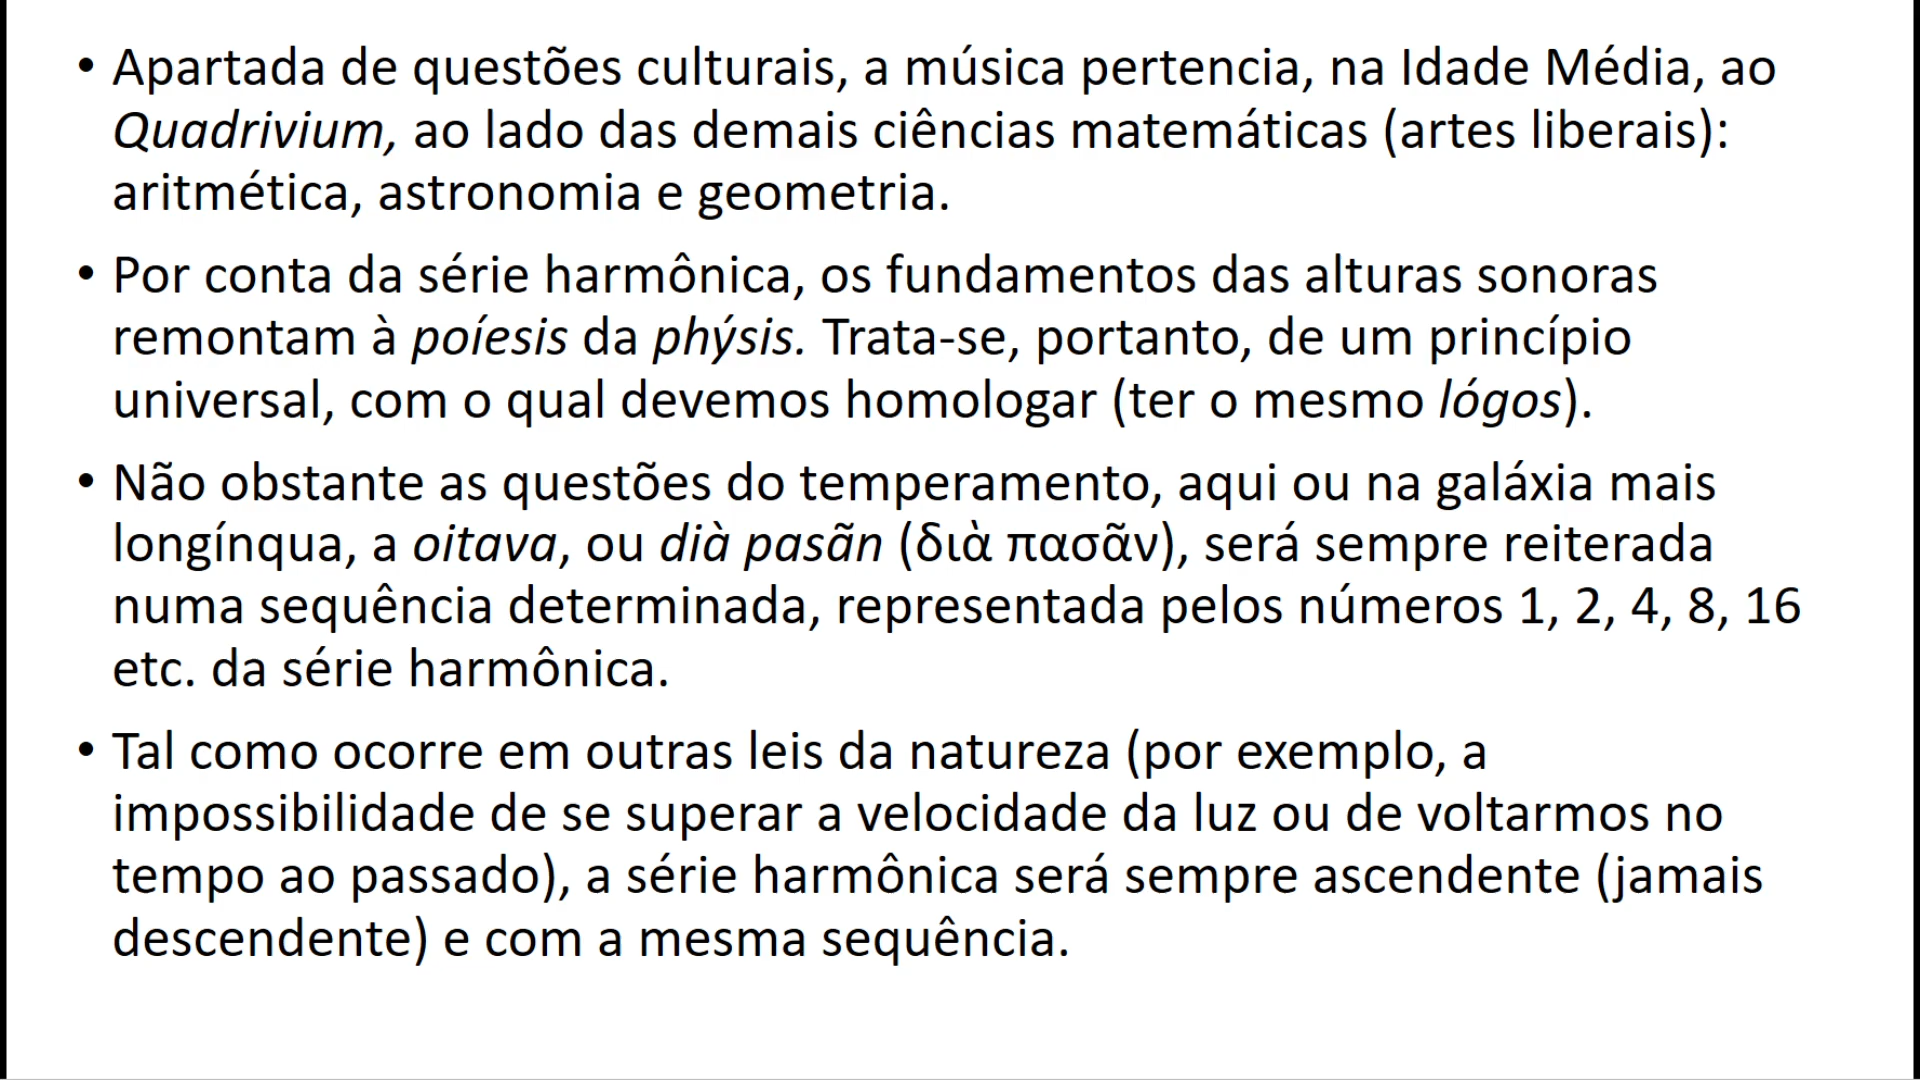 • Apartada de questões culturais, a música pertencia, na Idade Média, ao
Quadrivium, ao lado das demais ciências matemáticas (artes liberais):
aritmética, astronomia e geometria.
• Por conta da série harmônica, os fundamentos das alturas sonoras
remontam à poíesis da phýsis. Trata-se, portanto, de um princípio
universal, com o qual devemos homologar (ter o mesmo lógos).
• Não obstante as questões do temperamento, aqui ou na galáxia mais
longínqua, a oitava, ou dià pasãn (διὰ πασᾶν), será sempre reiterada
numa sequência determinada, representada pelos números 1, 2, 4, 8, 16
etc. da série harmônica.
• Tal como ocorre em outras leis da natureza (por exemplo, a
impossibilidade de se superar a velocidade da luz ou de voltarmos no
tempo ao passado), a série harmônica será sempre ascendente (jamais
descendente) e com a mesma sequência.